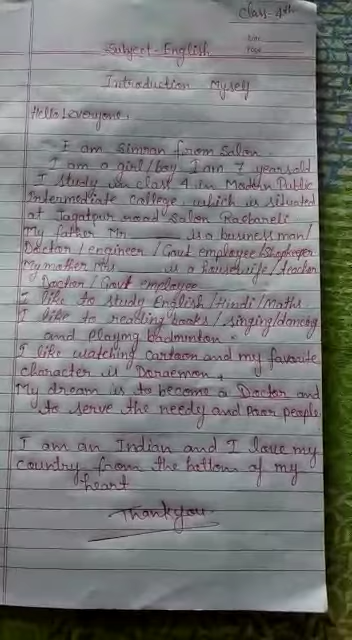 Class-4th
Date
Page
Subject-English
Introduction Myself
Hello! everyone,
I am Simran from Salon
I am a girl/boy I am 7 years old
I study in class 4 in Modern Public
Intermediate college, which is situated
at Jagatpur road Salon Raebareli
My father Mr. ______ is a businessman/
Doctor/engineer/Govt employee/Shopkeeper
My mother Mrs ______ is a housewife/teacher
Doctor/Govt employee
I like to study English/Hindi/Maths
I like to reading books/singing/dancing
and playing badminton
I like watching cartoon and my favorite
character is Doraemon,
My dream is to become a Doctor and
to serve the needy and poor people
I am an Indian and I love my
country from the bottom of my
heart
Thankyou